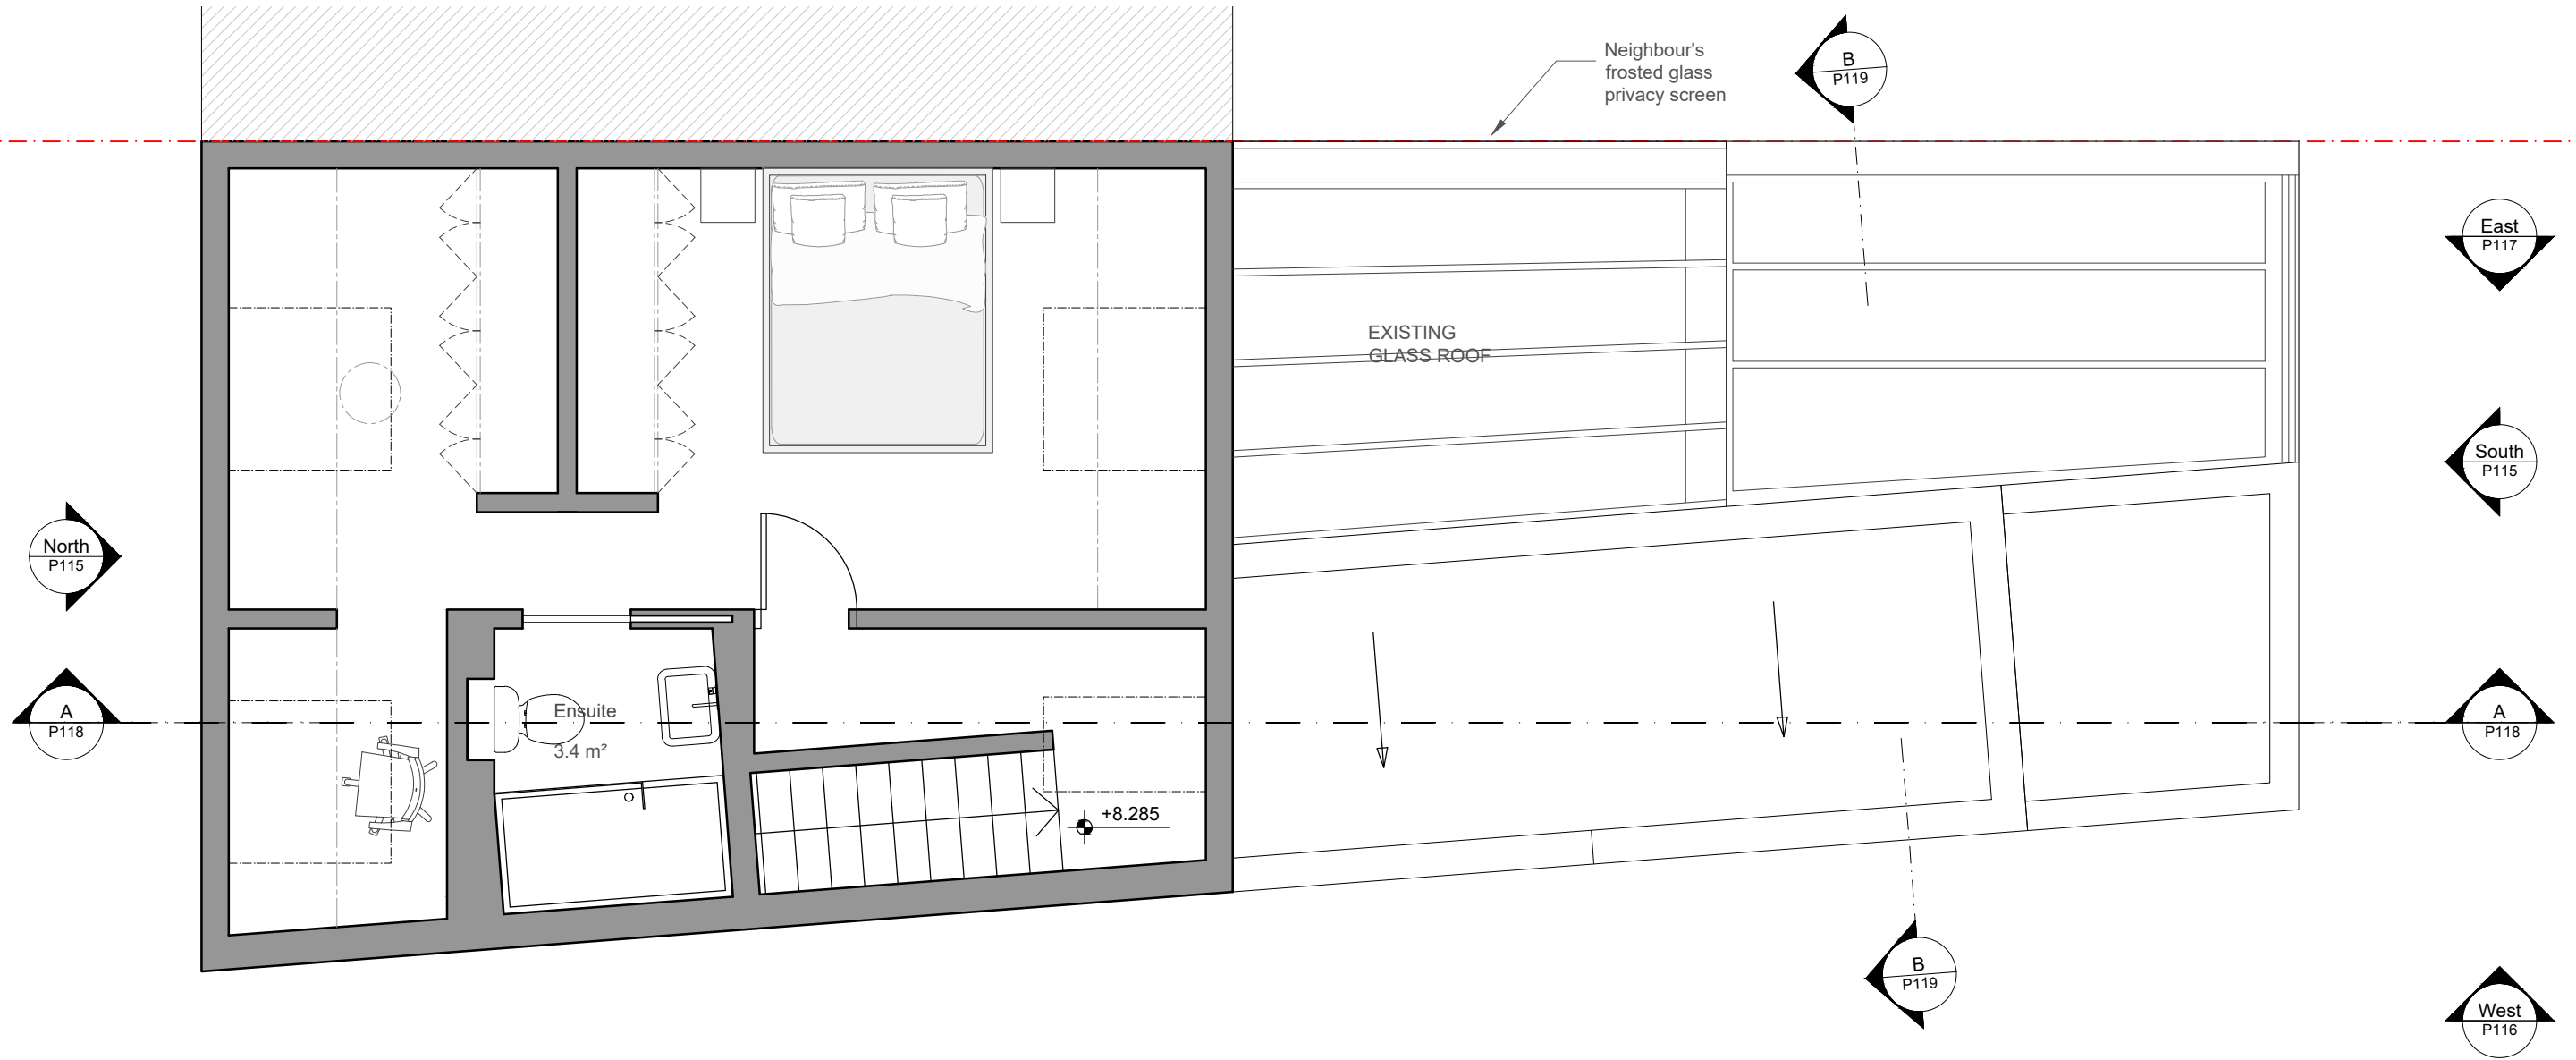 Neighbour's
frosted glass
privacy screen
B
P119
East
P117
EXISTING
GLASS ROOF
South
P115
North
P115
A
P118
Ensuite
3.4 m²
+8.285
A
P118
B
P119
West
P116